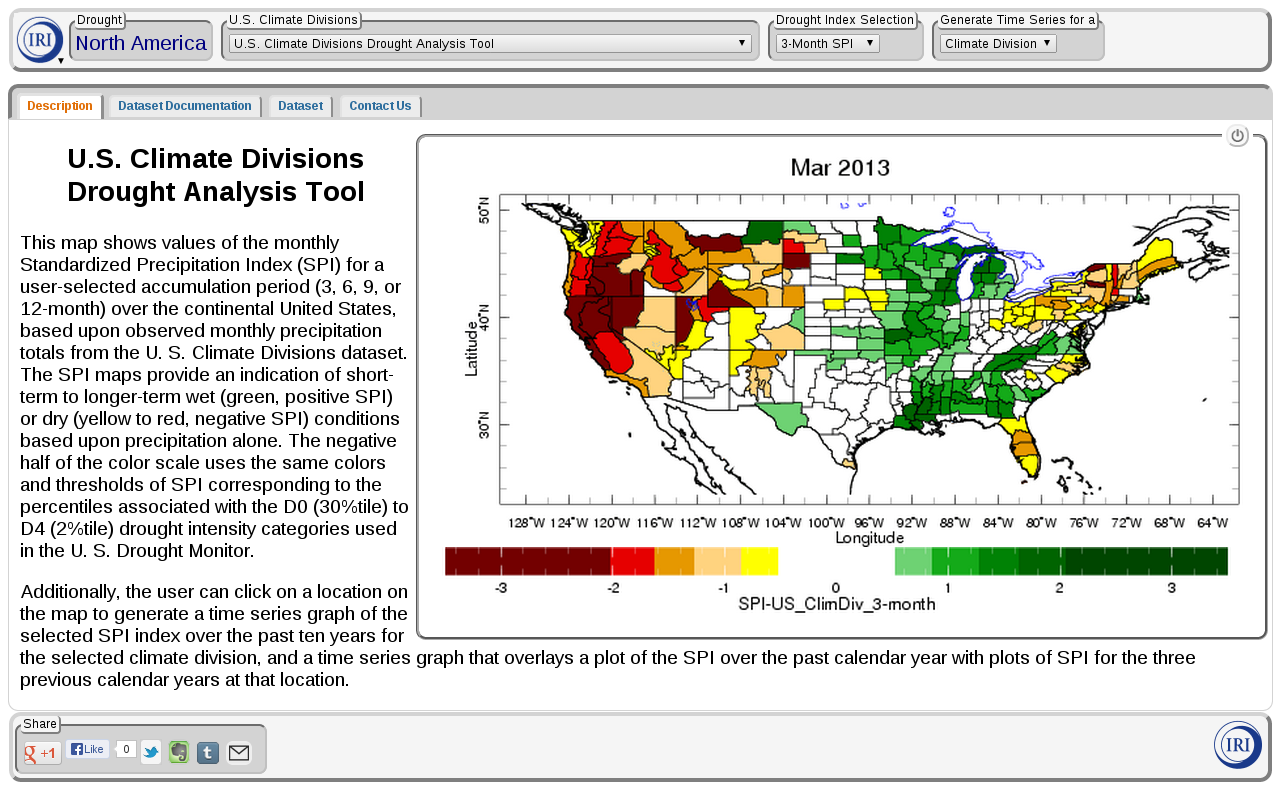 IRI
Drought
North America
U.S. Climate Divisions
U.S. Climate Divisions Drought Analysis Tool
Drought Index Selection
3-Month SPI
Generate Time Series for a
Climate Division
Description
Dataset Documentation
Dataset
Contact Us
U.S. Climate Divisions
Drought Analysis Tool
This map shows values of the monthly
Standardized Precipitation Index (SPI) for a
user-selected accumulation period (3, 6, 9, or
12-month) over the continental United States,
based upon observed monthly precipitation
totals from the U. S. Climate Divisions dataset.
The SPI maps provide an indication of short-
term to longer-term wet (green, positive SPI)
or dry (yellow to red, negative SPI) conditions
based upon precipitation alone. The negative
half of the color scale uses the same colors
and thresholds of SPI corresponding to the
percentiles associated with the D0 (30%tile) to
D4 (2%tile) drought intensity categories used
in the U. S. Drought Monitor.
Additionally, the user can click on a location on
the map to generate a time series graph of the
selected SPI index over the past ten years for
the selected climate division, and a time series graph that overlays a plot of the SPI over the past calendar year with plots of SPI for the three
previous calendar years at that location.
Mar 2013
50°N
40°N
30°N
Latitude
128°W 124°W 120°W 116°W 112°W 108°W 104°W 100°W 96°W 92°W 88°W 84°W 80°W 76°W 72°W 68°W 64°W
Longitude
-3 -2 -1 0 1 2 3
SPI-US_ClimDiv_3-month
Share
g +1
f Like
0
t
IRI